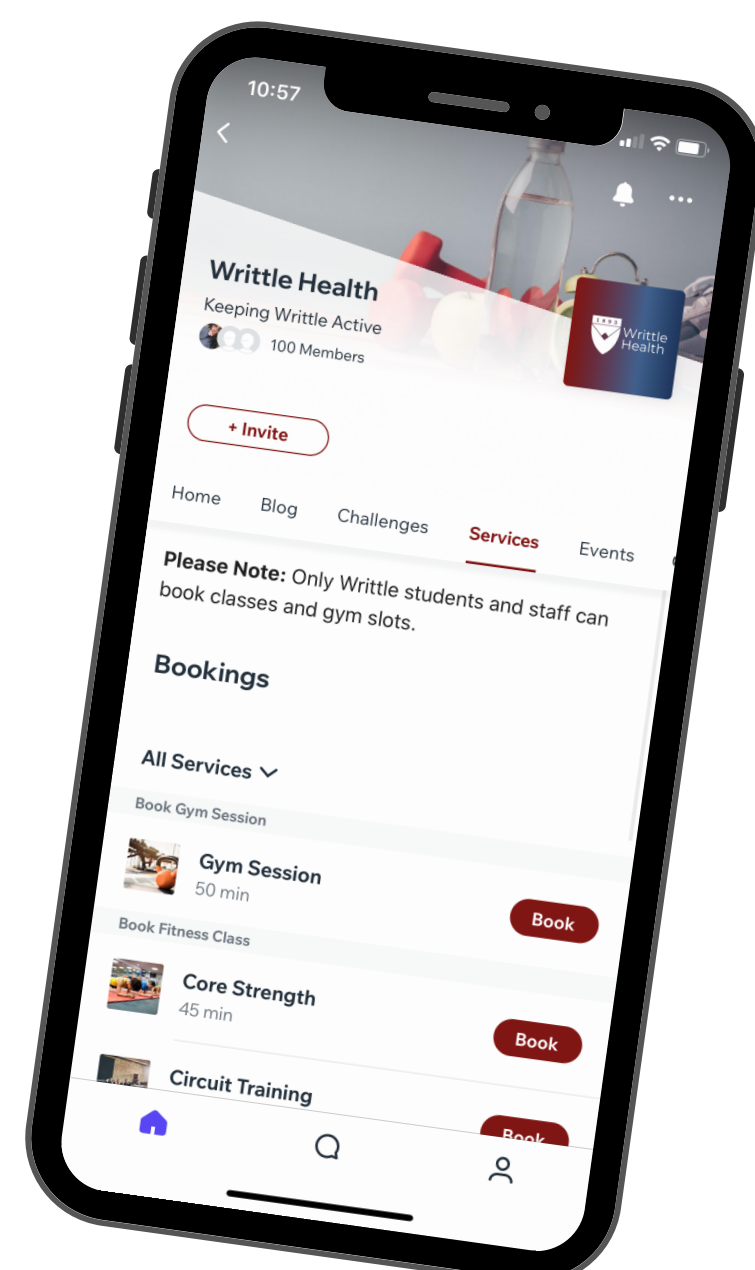 10:57
Writtle Health
Keeping Writtle Active
100 Members
1893
Writtle
Health
+ Invite
Home Blog Challenges Services Events
Please Note: Only Writtle students and staff can
book classes and gym slots.
Bookings
All Services
Book Gym Session
Gym Session
50 min
Book
Book Fitness Class
Core Strength
45 min
Book
Circuit Training
Book